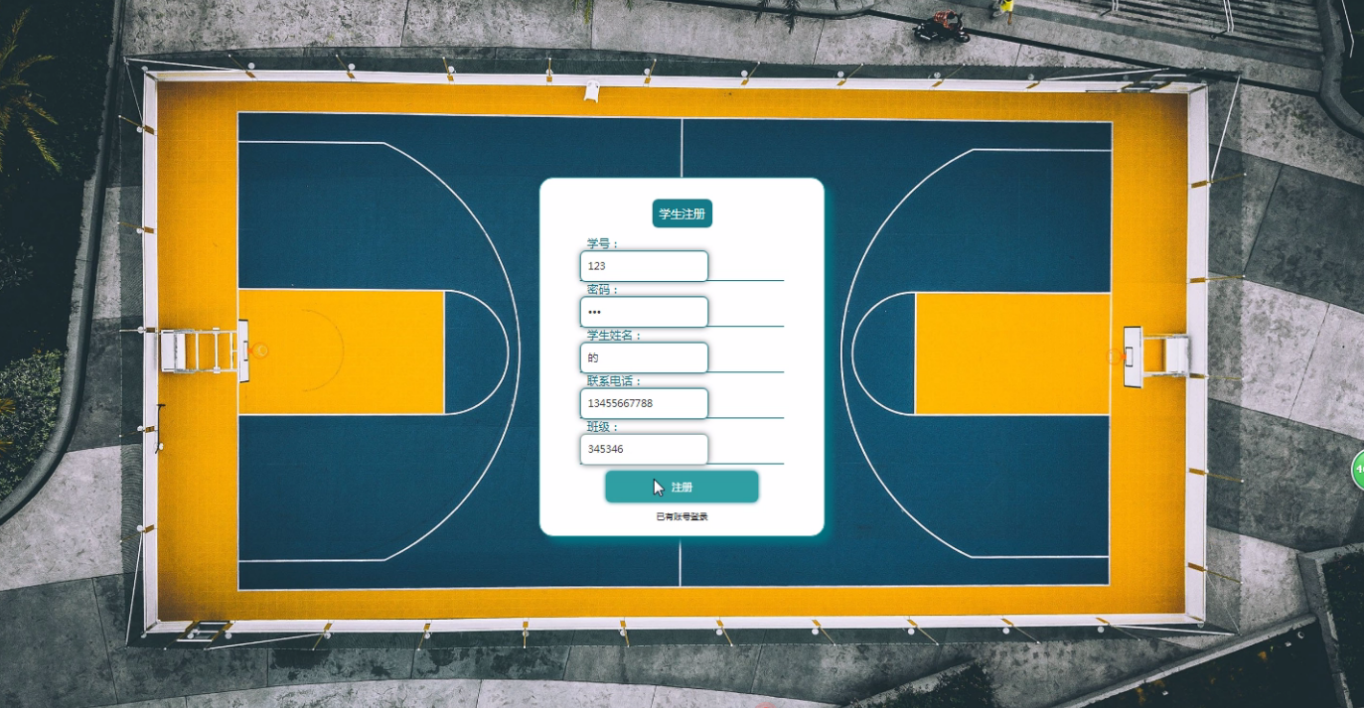 学生注册
学号：
123
密码：
•••
学生姓名：
的
联系电话：
13455667788
班级：
345346
注册
已有账号登录